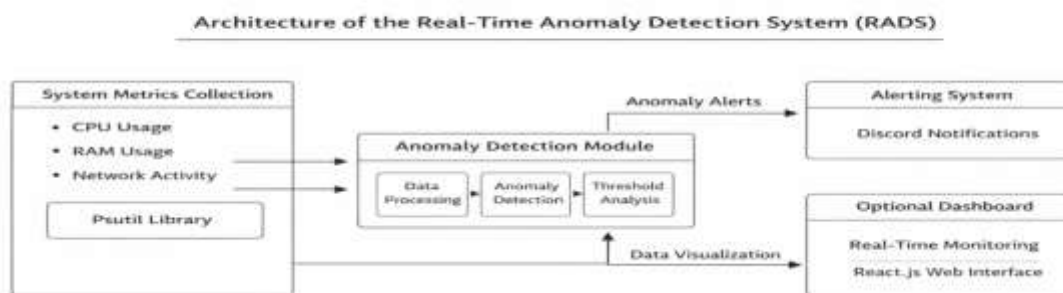 Architecture of the Real-Time Anomaly Detection System (RADS)
System Metrics Collection
• CPU Usage
• RAM Usage
• Network Activity
Psutil Library
Anomaly Detection Module
Data
Processing
Anomaly
Detection
Threshold
Analysis
Anomaly Alerts
Alerting System
Discord Notifications
Data Visualization
Optional Dashboard
Real-Time Monitoring
React.js Web Interface